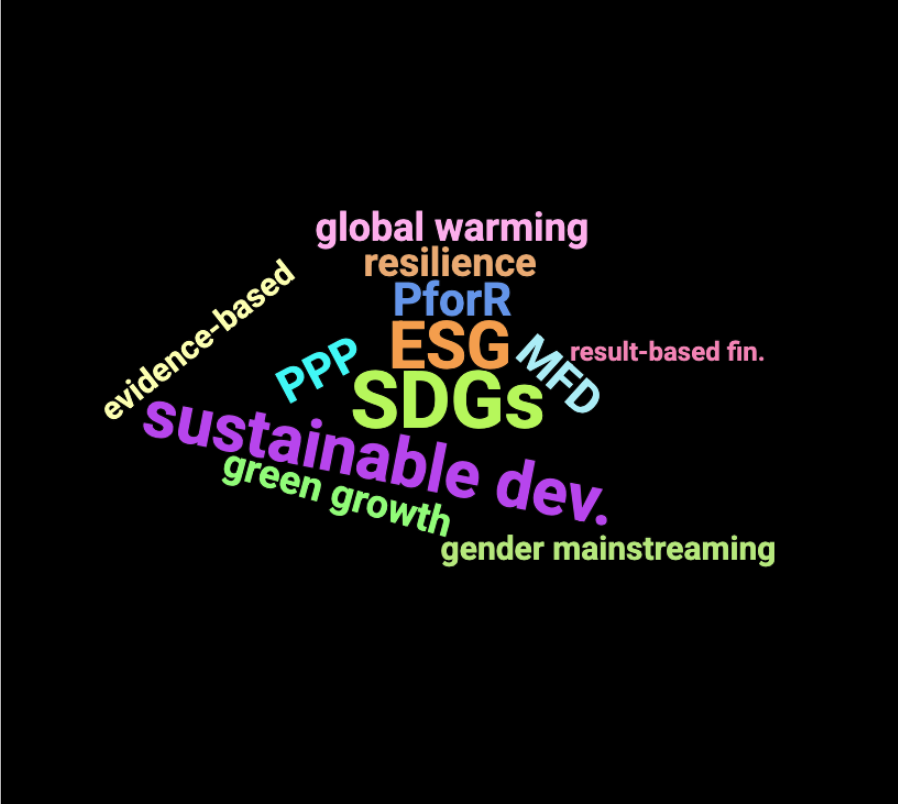 global warming
resilience
evidence-based
PforR
ESG
PPP
MFD
result-based fin.
SDGs
sustainable dev.
green growth
gender mainstreaming